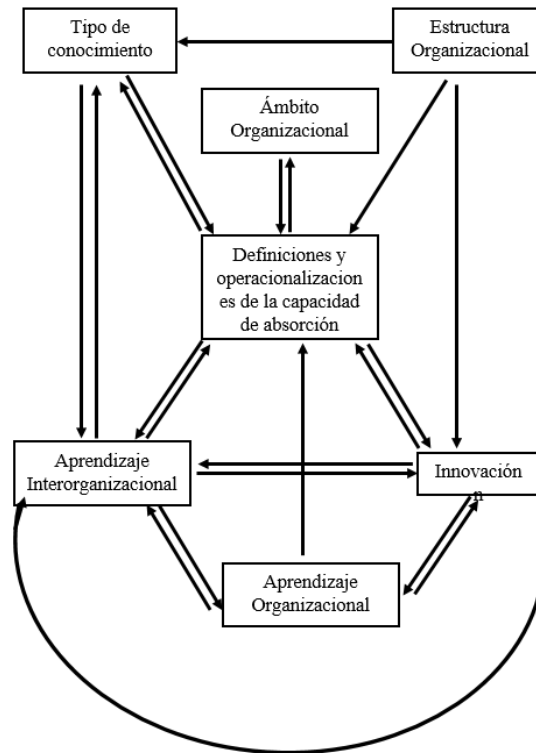 Tipo de
conocimiento
Estructura
Organizacional
Ámbito
Organizacional
Definiciones y
operacionalizacion
es de la capacidad
de absorción
Aprendizaje
Interorganizacional
Innovación
n
Aprendizaje
Organizacional